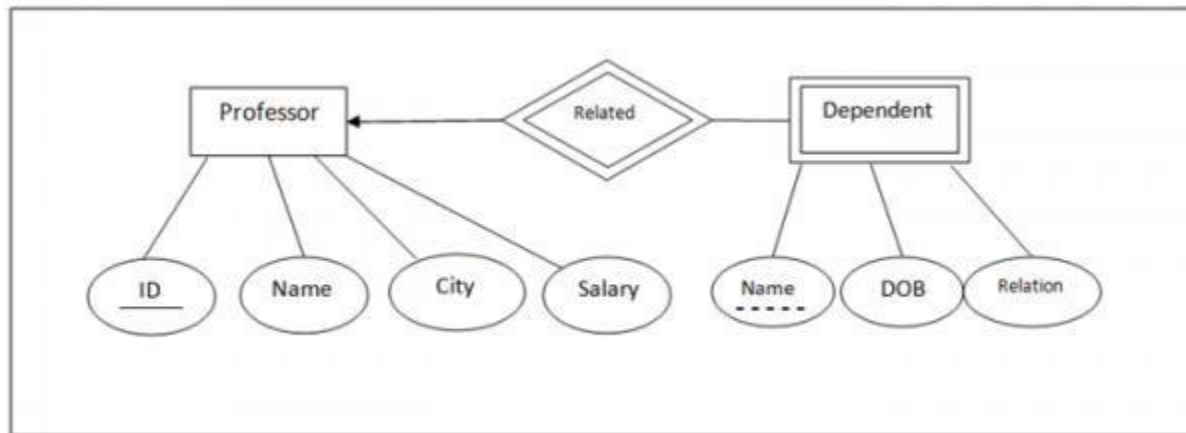 Professor
Related
Dependent
ID
Name
City
Salary
Name
DOB
Relation